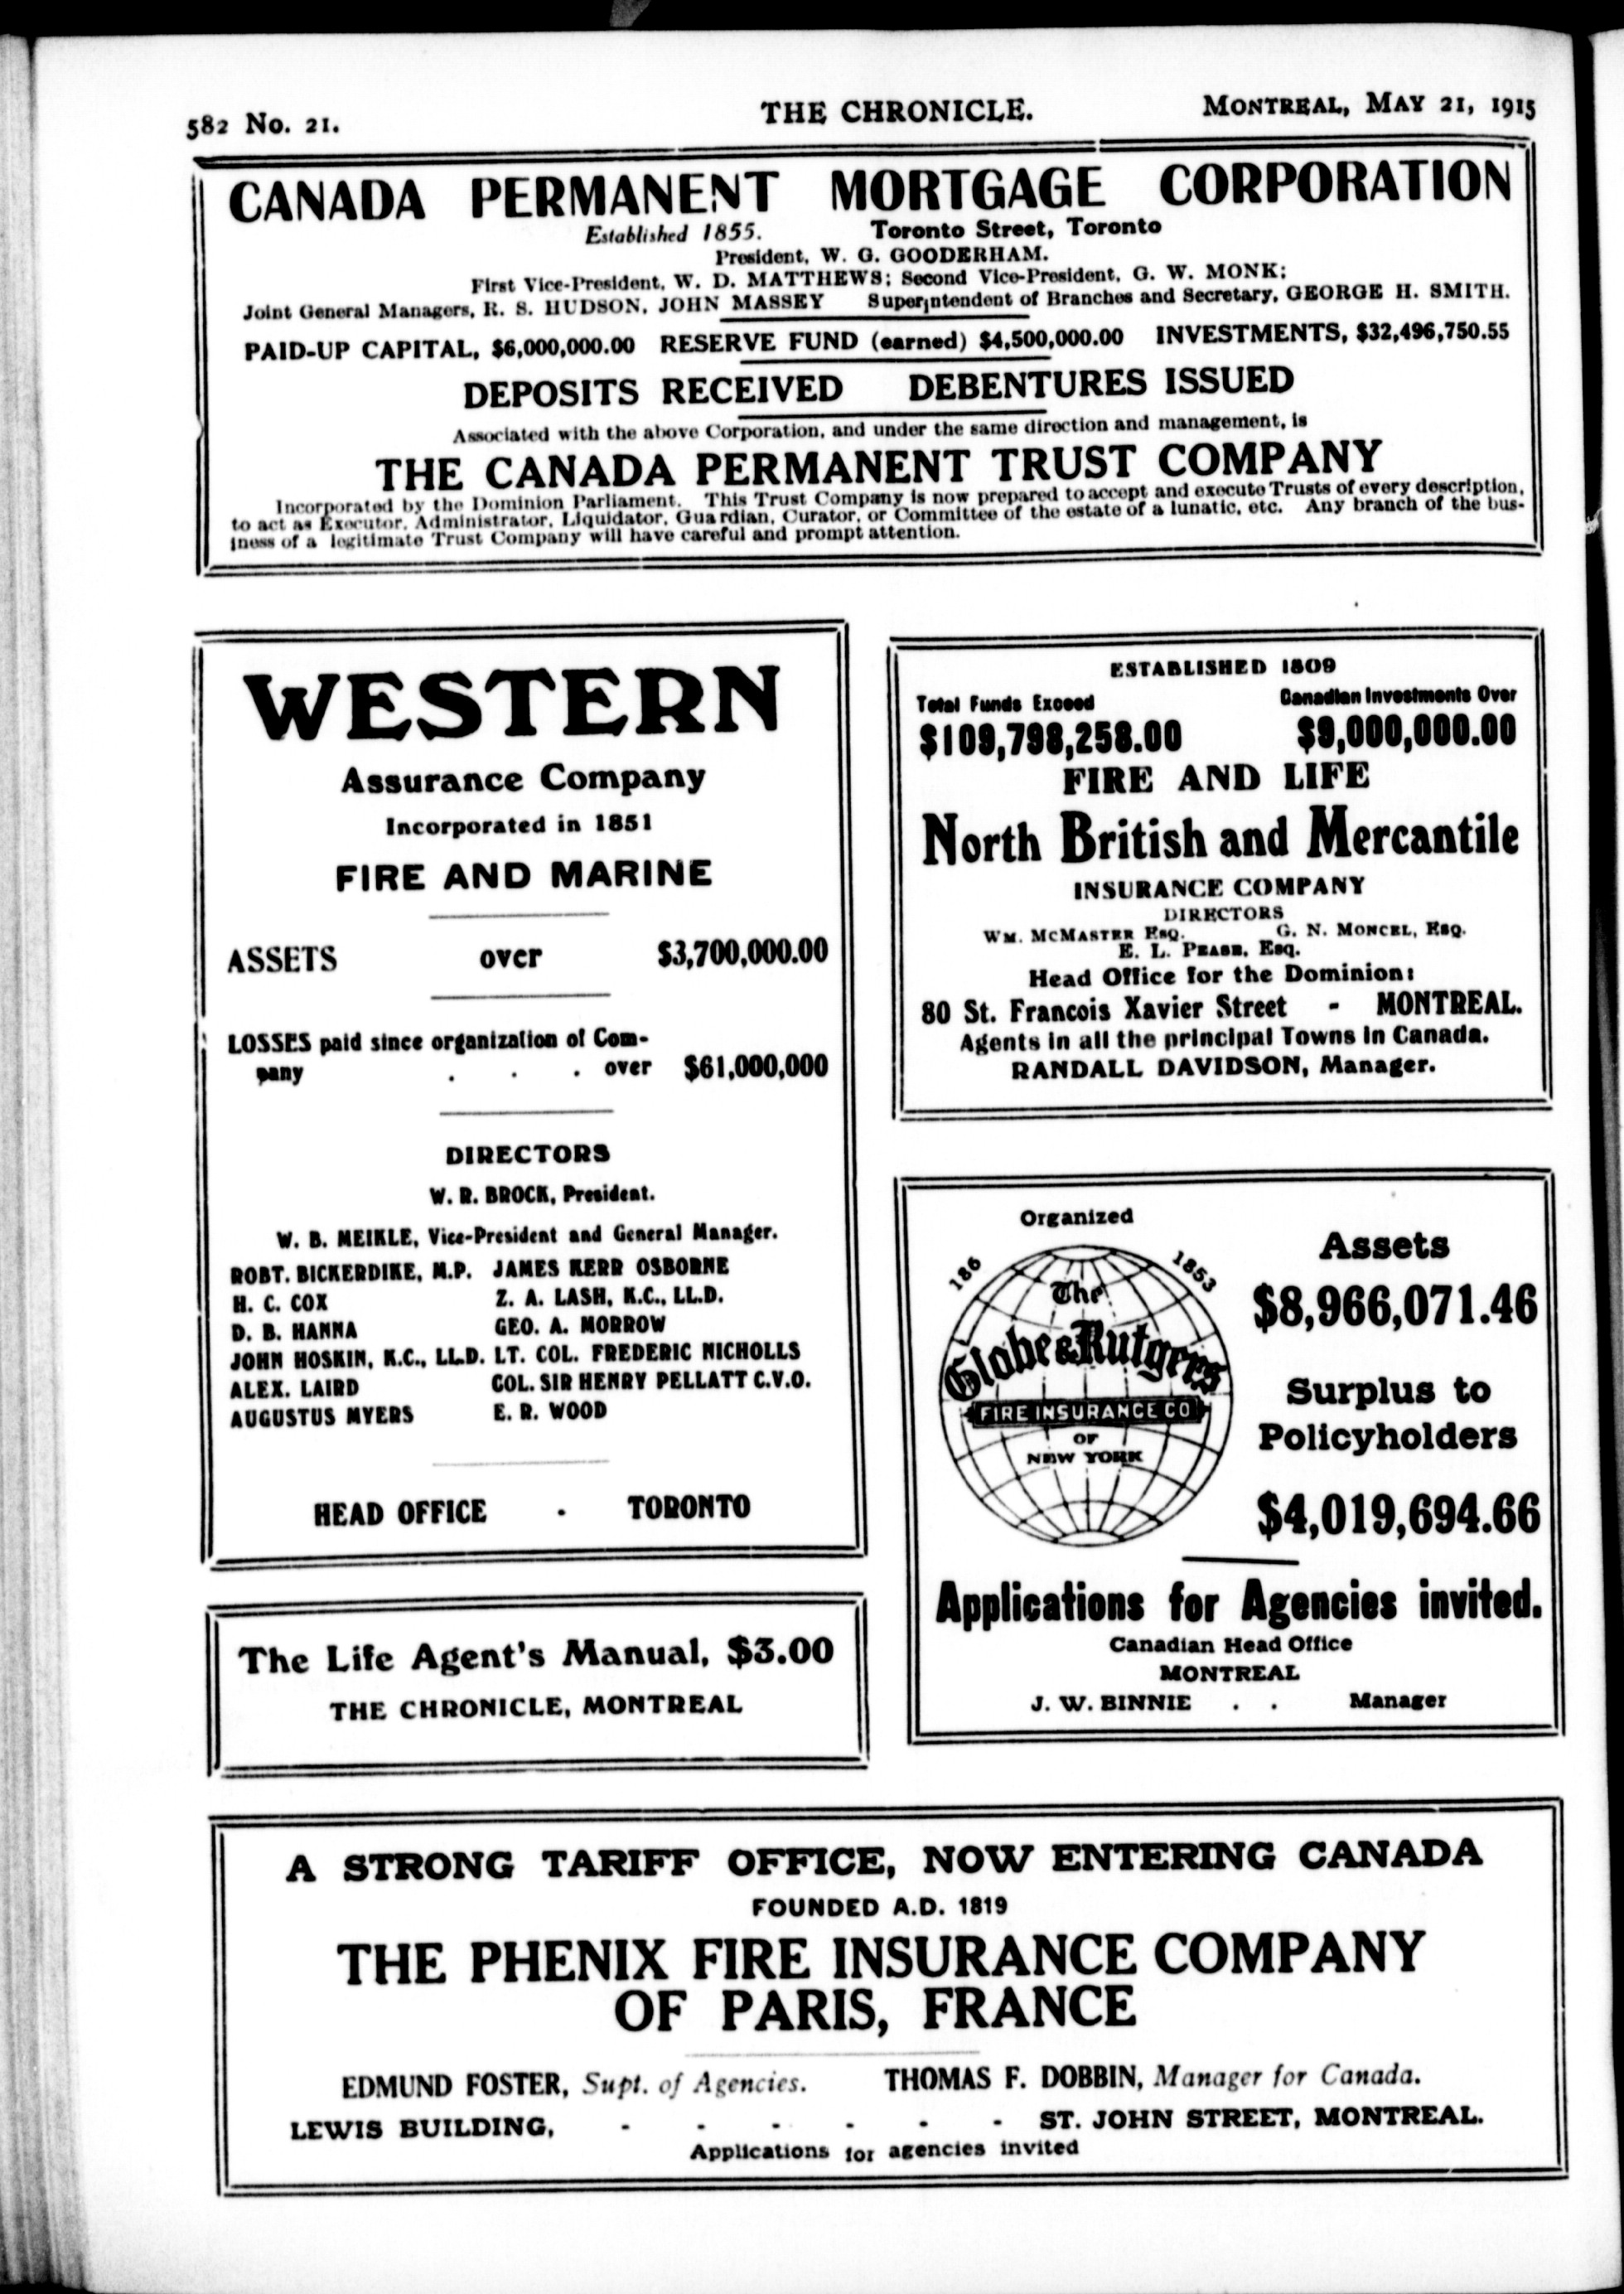 582 No. 21.
THE CHRONICLE.
MONTREAL, MAY 21, 1915
CANADA PERMANENT MORTGAGE CORPORATION
Established 1855. Toronto Street, Toronto
President, W. G. GOODERHAM.
First Vice-President, W. D. MATTHEWS; Second Vice-President, G. W. MONK;
Joint General Managers, R. S. HUDSON, JOHN MASSEY Superintendent of Branches and Secretary, GEORGE H. SMITH.
PAID-UP CAPITAL, $6,000,000.00 RESERVE FUND (earned) $4,500,000.00 INVESTMENTS, $32,496,750.55
DEPOSITS RECEIVED DEBENTURES ISSUED
Associated with the above Corporation, and under the same direction and management, is
THE CANADA PERMANENT TRUST COMPANY
Incorporated by the Dominion Parliament. This Trust Company is now prepared to accept and execute Trusts of every description,
to act as Executor, Administrator, Liquidator, Guardian, Curator, or Committee of the estate of a lunatic, etc. Any branch of the bus-
iness of a legitimate Trust Company will have careful and prompt attention.
WESTERN
Assurance Company
Incorporated in 1851
FIRE AND MARINE
ASSETS over $3,700,000.00
LOSSES paid since organization of Com-
pany . . . over $61,000,000
DIRECTORS
W. R. BROCK, President.
W. B. MEIKLE, Vice-President and General Manager.
ROBT. BICKERDIKE, M.P. JAMES KERR OSBORNE
H. C. COX Z. A. LASH, K.C., LL.D.
D. B. HANNA GEO. A. MORROW
JOHN HOSKIN, K.C., LL.D. LT. COL. FREDERIC NICHOLLS
ALEX. LAIRD COL. SIR HENRY PELLATT C.V.O.
AUGUSTUS MYERS E. R. WOOD
HEAD OFFICE - TORONTO
The Life Agent's Manual, $3.00
THE CHRONICLE, MONTREAL
ESTABLISHED 1809
Total Funds Exceed Canadian Investments Over
$109,798,258.00 $9,000,000.00
FIRE AND LIFE
North British and Mercantile
INSURANCE COMPANY
DIRECTORS
WM. MCMASTER ESQ. G. N. MONCEL, ESQ.
E. L. PEASE, ESQ.
Head Office for the Dominion:
80 St. Francois Xavier Street - MONTREAL.
Agents in all the principal Towns in Canada.
RANDALL DAVIDSON, Manager.
Organized
186 1853
The
Globe & Rutgers
FIRE INSURANCE CO
OF
NEW YORK
Assets
$8,966,071.46
Surplus to
Policyholders
$4,019,694.66
Applications for Agencies invited.
Canadian Head Office
MONTREAL
J. W. BINNIE . . Manager
A STRONG TARIFF OFFICE, NOW ENTERING CANADA
FOUNDED A.D. 1819
THE PHENIX FIRE INSURANCE COMPANY
OF PARIS, FRANCE
EDMUND FOSTER, Supt. of Agencies. THOMAS F. DOBBIN, Manager for Canada.
LEWIS BUILDING, - - - - - - ST. JOHN STREET, MONTREAL.
Applications for agencies invited